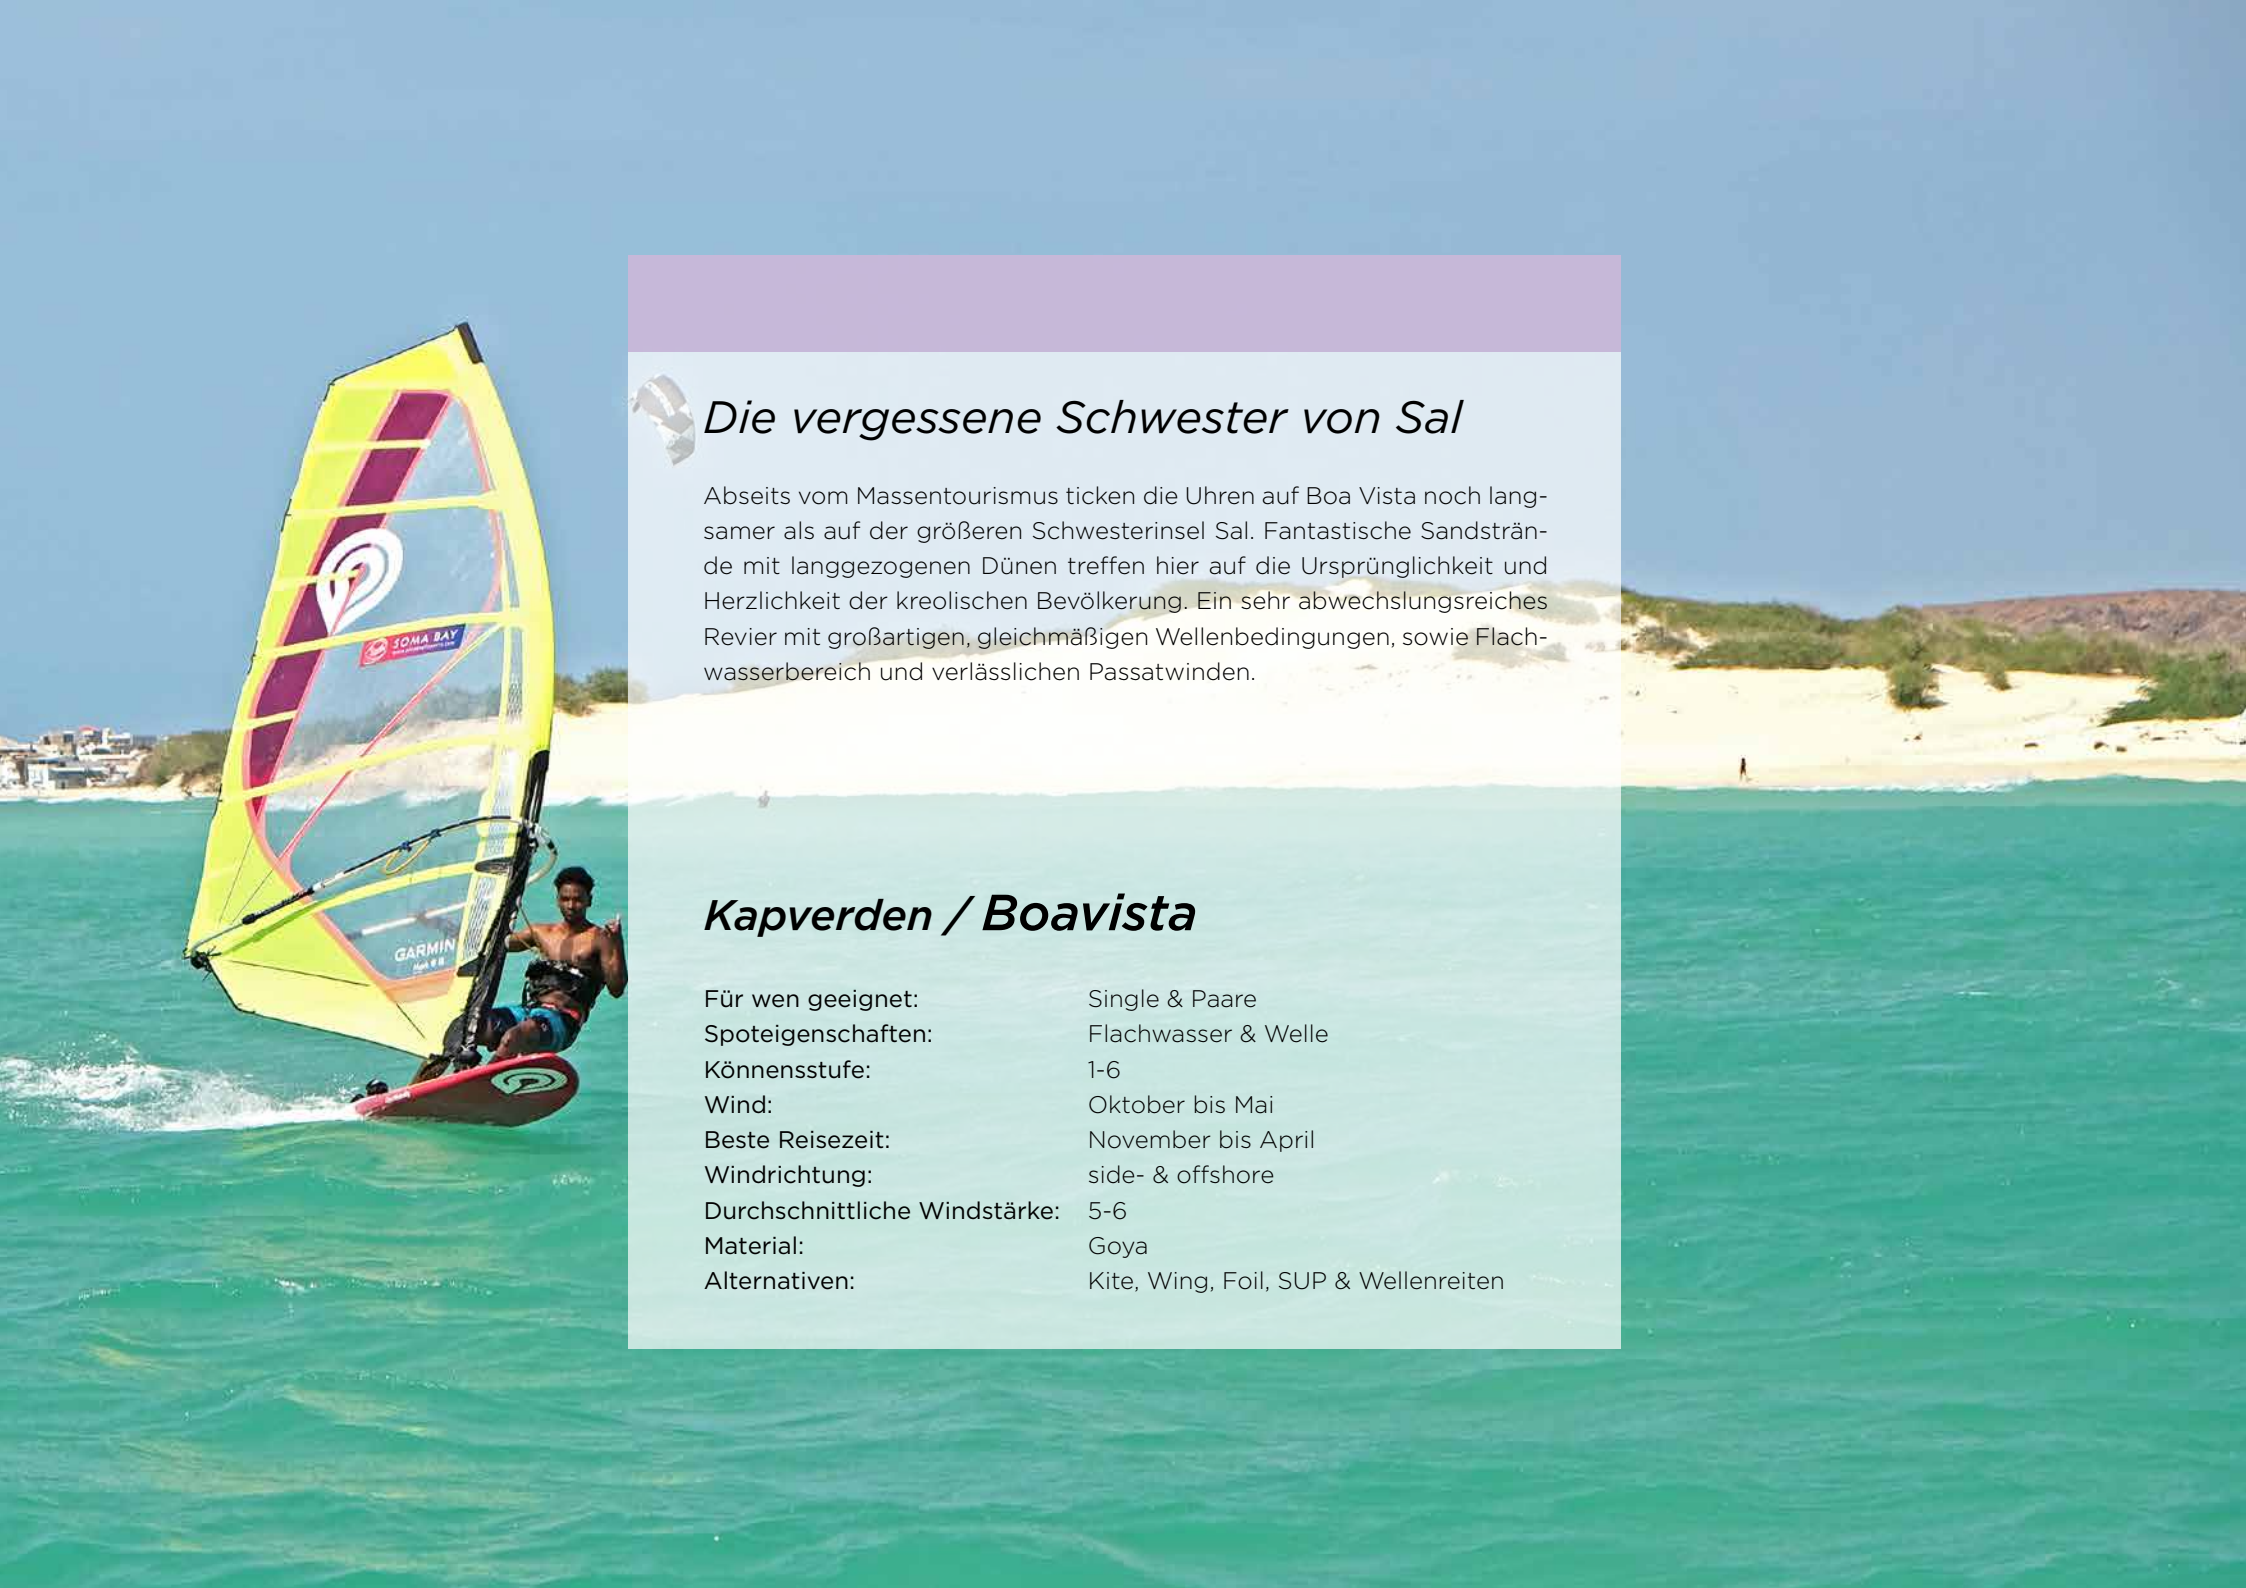 Die vergessene Schwester von Sal
Abseits vom Massentourismus ticken die Uhren auf Boa Vista noch lang-
samer als auf der größeren Schwesterinsel Sal. Fantastische Sandsträn-
de mit langgezogenen Dünen treffen hier auf die Ursprünglichkeit und
Herzlichkeit der kreolischen Bevölkerung. Ein sehr abwechslungsreiches
Revier mit großartigen, gleichmäßigen Wellenbedingungen, sowie Flach-
wasserbereich und verlässlichen Passatwinden.
SOMA BAY
GARMIN
Kapverden / Boavista
Für wen geeignet: Single & Paare
Spoteigenschaften: Flachwasser & Welle
Könnensstufe: 1-6
Wind: Oktober bis Mai
Beste Reisezeit: November bis April
Windrichtung: side- & offshore
Durchschnittliche Windstärke: 5-6
Material: Goya
Alternativen: Kite, Wing, Foil, SUP & Wellenreiten